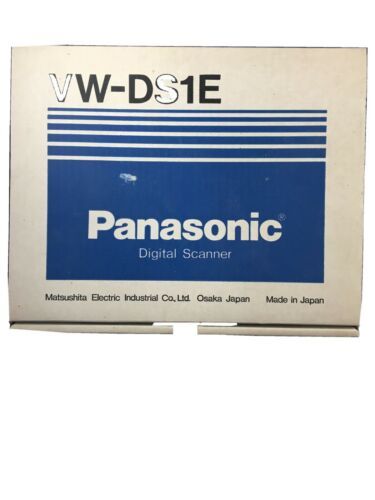 VW-DS1E
Panasonic®
Digital Scanner
Matsushita Electric Industrial Co., Ltd. Osaka Japan Made in Japan